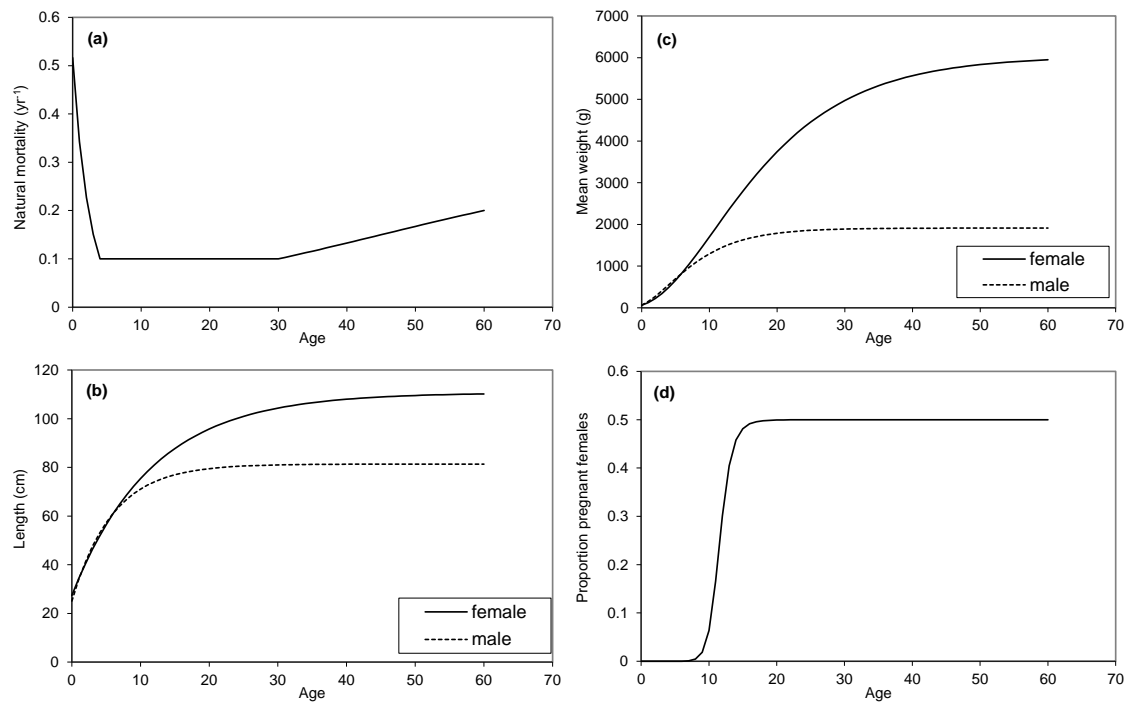 (a)
Natural mortality (yr⁻¹)
0.6
0.5
0.4
0.3
0.2
0.1
0
0 10 20 30 40 50 60 70
Age
(c)
Mean weight (g)
7000
6000
5000
4000
3000
2000
1000
0
female
male
0 10 20 30 40 50 60 70
Age
(b)
Length (cm)
120
100
80
60
40
20
0
female
male
0 10 20 30 40 50 60 70
Age
(d)
Proportion pregnant females
0.6
0.5
0.4
0.3
0.2
0.1
0
0 10 20 30 40 50 60 70
Age